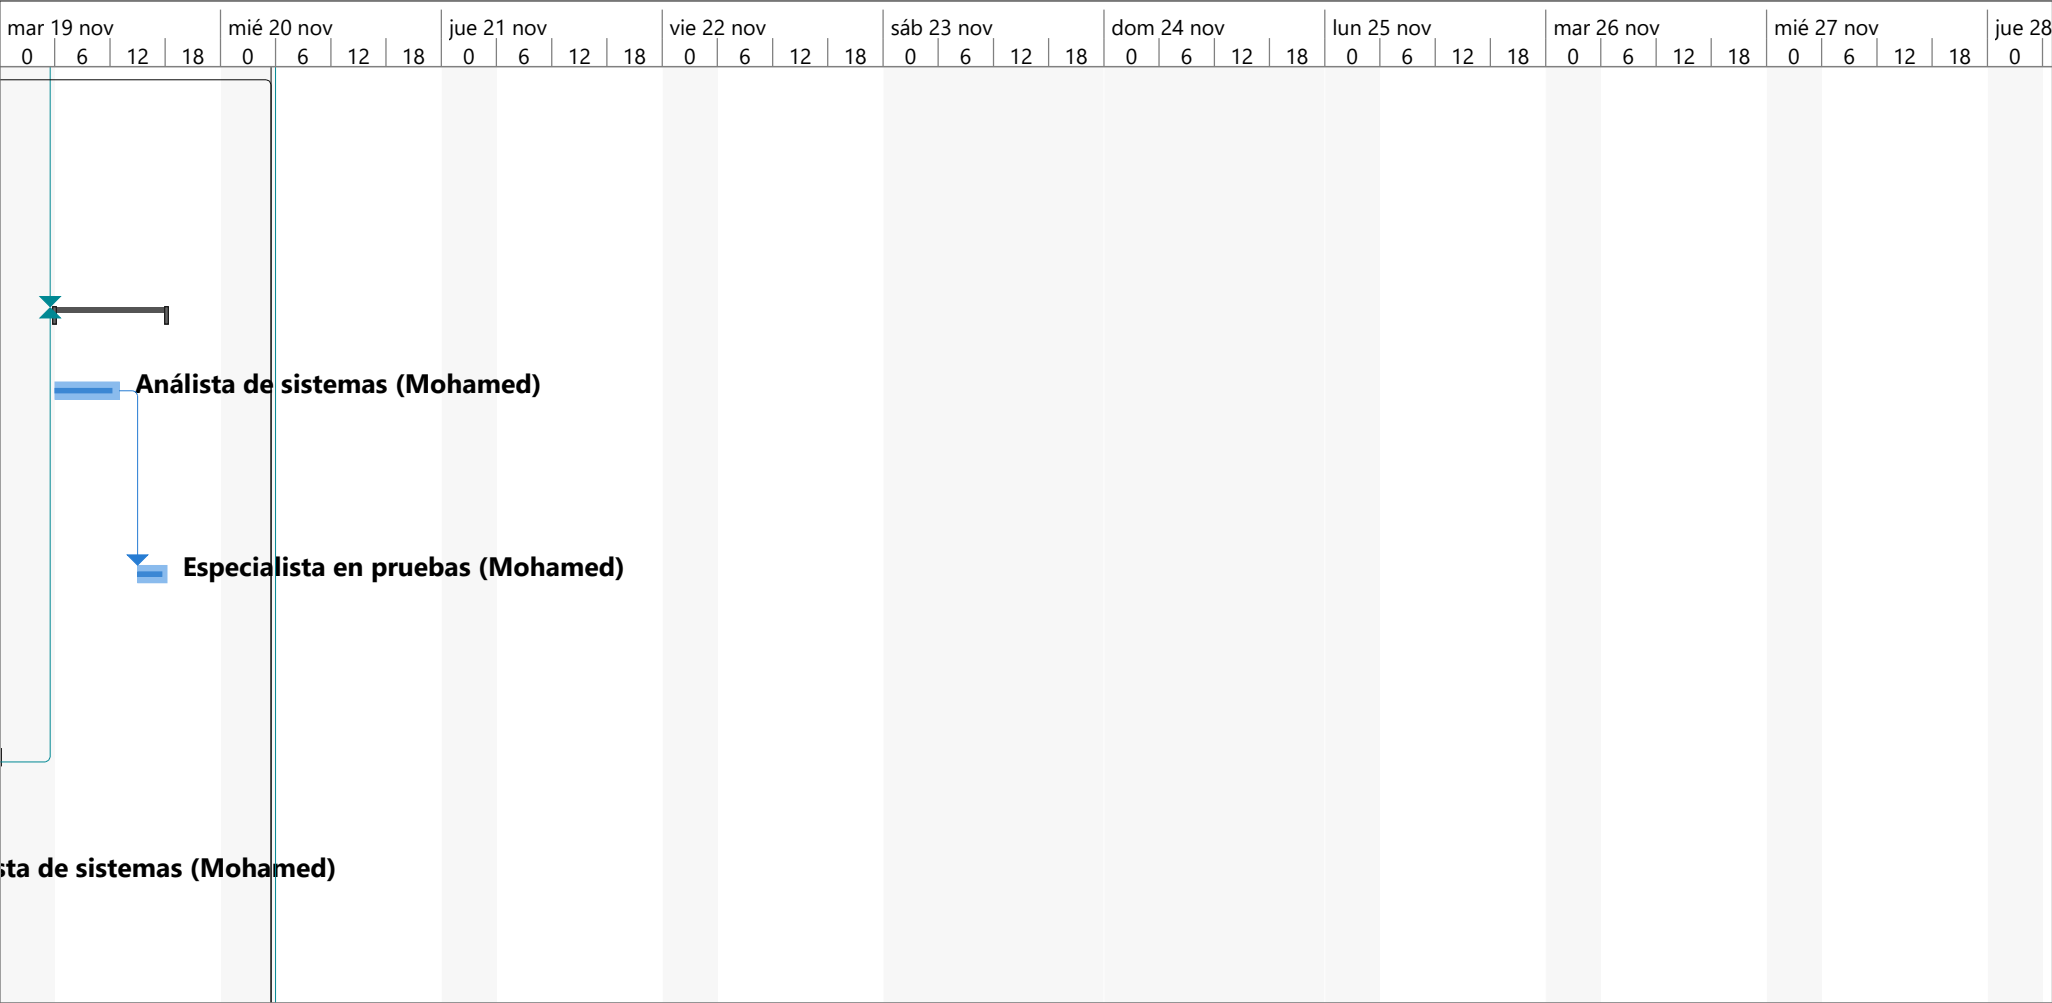 mar 19 nov mié 20 nov jue 21 nov vie 22 nov sáb 23 nov dom 24 nov lun 25 nov mar 26 nov mié 27 nov jue 28
0 6 12 18 0 6 12 18 0 6 12 18 0 6 12 18 0 6 12 18 0 6 12 18 0 6 12 18 0 6 12 18 0 6 12 18 0
Análista de sistemas (Mohamed)
Especialista en pruebas (Mohamed)
sta de sistemas (Mohamed)